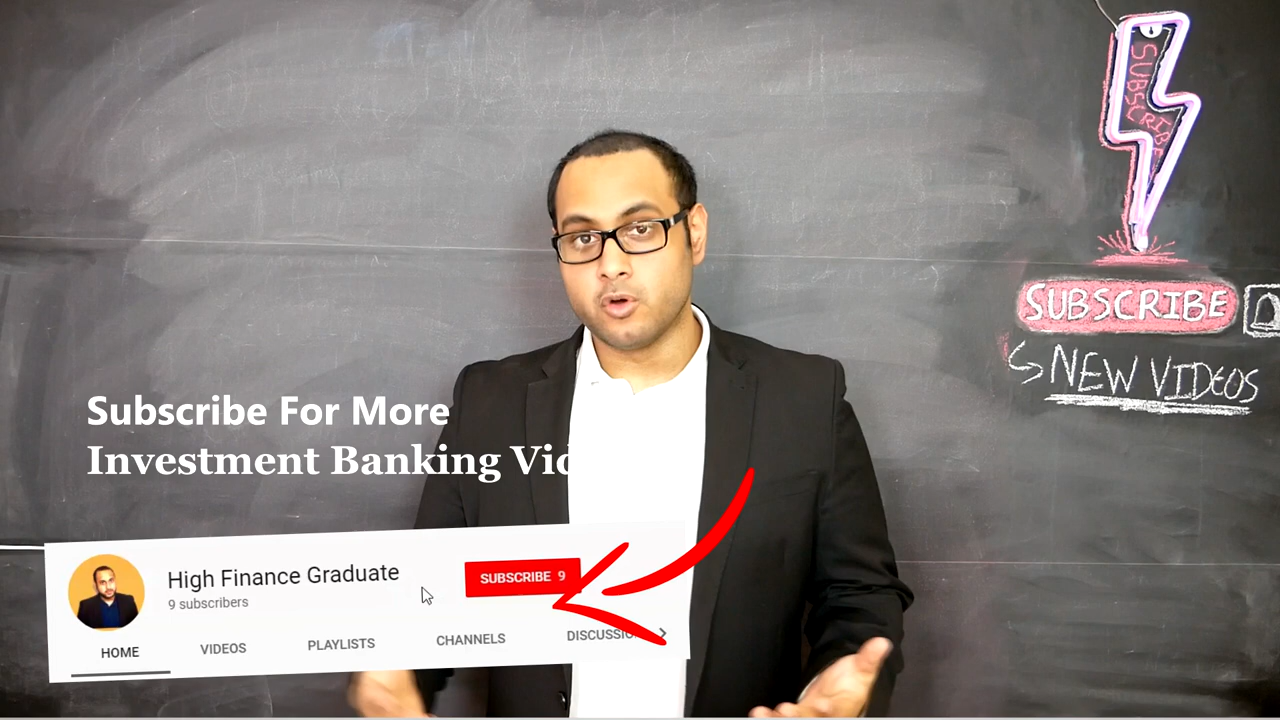 SUBSCRIBE
SUBSCRIBE
NEW VIDEOS
Subscribe For More
Investment Banking Vid
High Finance Graduate
SUBSCRIBE 9
9 subscribers
HOME VIDEOS PLAYLISTS CHANNELS DISCUSSIO